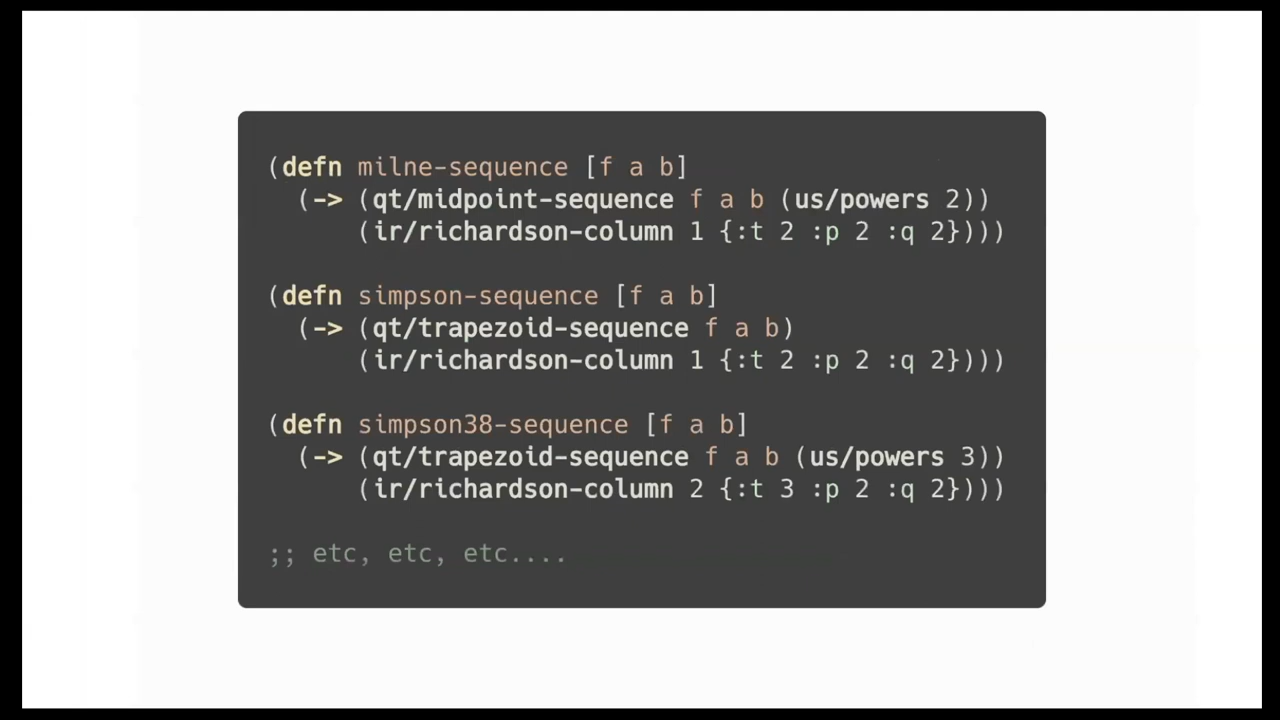 (defn milne-sequence [f a b]
(-> (qt/midpoint-sequence f a b (us/powers 2))
(ir/richardson-column 1 {:t 2 :p 2 :q 2})))
(defn simpson-sequence [f a b]
(-> (qt/trapezoid-sequence f a b)
(ir/richardson-column 1 {:t 2 :p 2 :q 2})))
(defn simpson38-sequence [f a b]
(-> (qt/trapezoid-sequence f a b (us/powers 3))
(ir/richardson-column 2 {:t 3 :p 2 :q 2})))
;; etc, etc, etc....